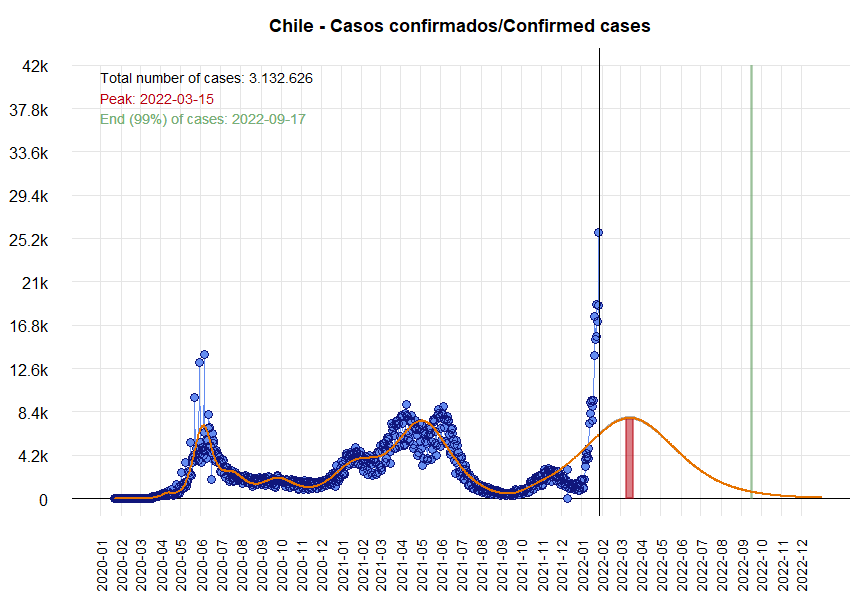 Chile - Casos confirmados/Confirmed cases
Total number of cases: 3.132.626
Peak: 2022-03-15
End (99%) of cases: 2022-09-17
42k
37.8k
33.6k
29.4k
25.2k
21k
16.8k
12.6k
8.4k
4.2k
0
2020-01
2020-02
2020-03
2020-04
2020-05
2020-06
2020-07
2020-08
2020-09
2020-10
2020-11
2020-12
2021-01
2021-02
2021-03
2021-04
2021-05
2021-06
2021-07
2021-08
2021-09
2021-10
2021-11
2021-12
2022-01
2022-02
2022-03
2022-04
2022-05
2022-06
2022-07
2022-08
2022-09
2022-10
2022-11
2022-12